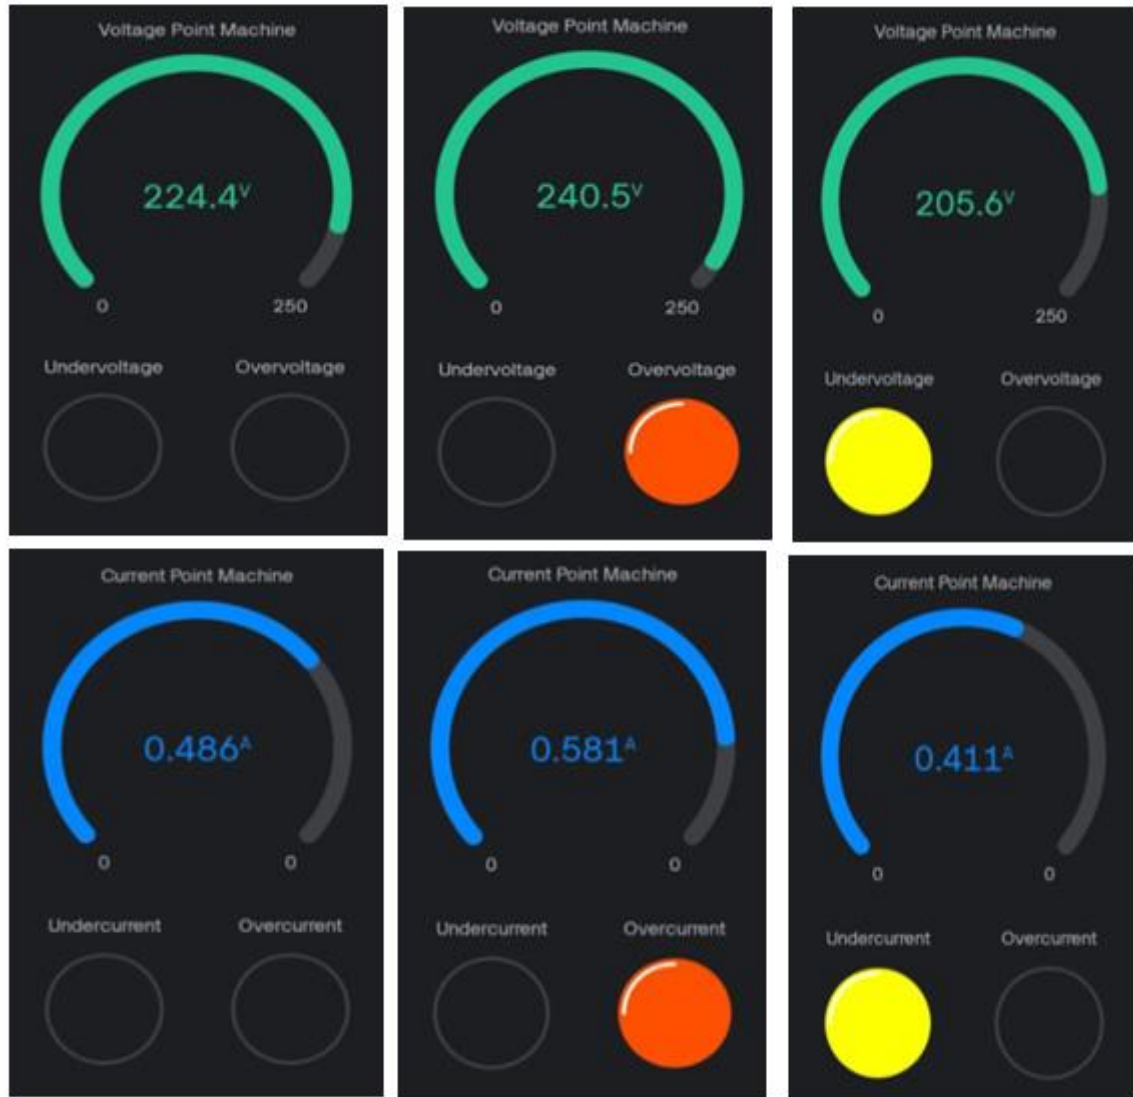 Voltage Point Machine
224.4V
0 250
Undervoltage Overvoltage
Voltage Point Machine
240.5V
0 250
Undervoltage Overvoltage
Voltage Point Machine
205.6V
0 250
Undervoltage Overvoltage
Current Point Machine
0.486A
0 0
Undercurrent Overcurrent
Current Point Machine
0.581A
0 0
Undercurrent Overcurrent
Current Point Machine
0.411A
0 0
Undercurrent Overcurrent